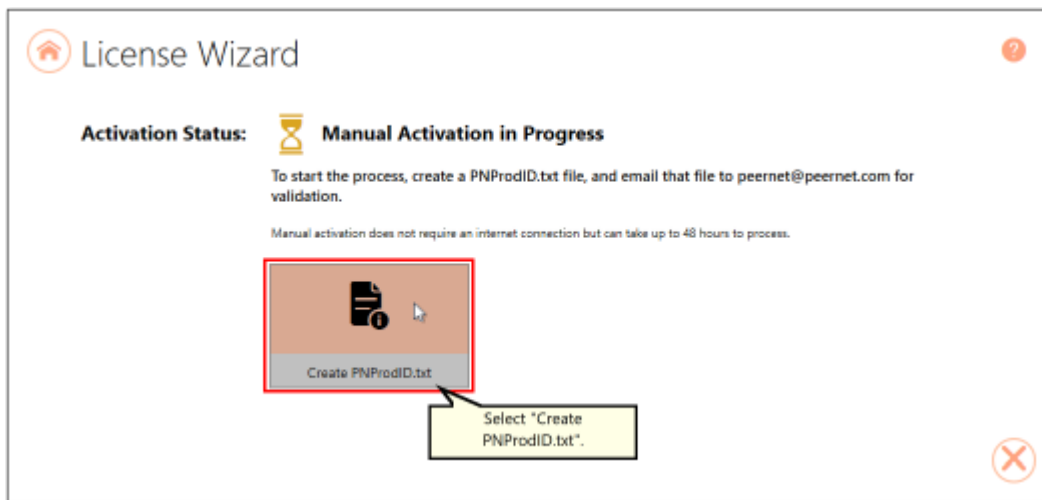 License Wizard
?
Activation Status:
Manual Activation in Progress
To start the process, create a PNProdID.txt file, and email that file to peernet@peernet.com for
validation.
Manual activation does not require an internet connection but can take up to 48 hours to process.
Create PNProdID.txt
Select "Create
PNProdID.txt".